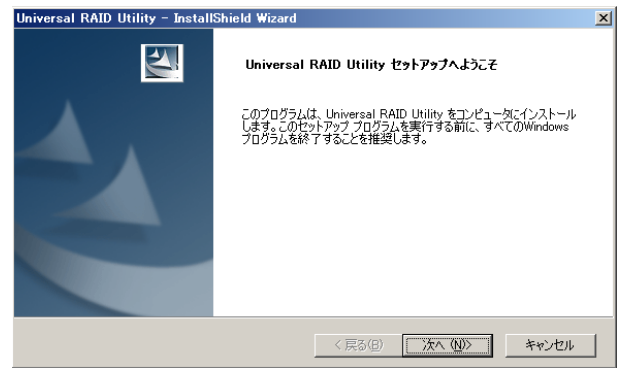 Universal RAID Utility - InstallShield Wizard
Universal RAID Utility セットアップへようこそ
このプログラムは、Universal RAID Utility をコンピュータにインストール
します。このセットアップ プログラムを実行する前に、すべてのWindows
プログラムを終了することを推奨します。
< 戻る(B)
次へ (N)>
キャンセル